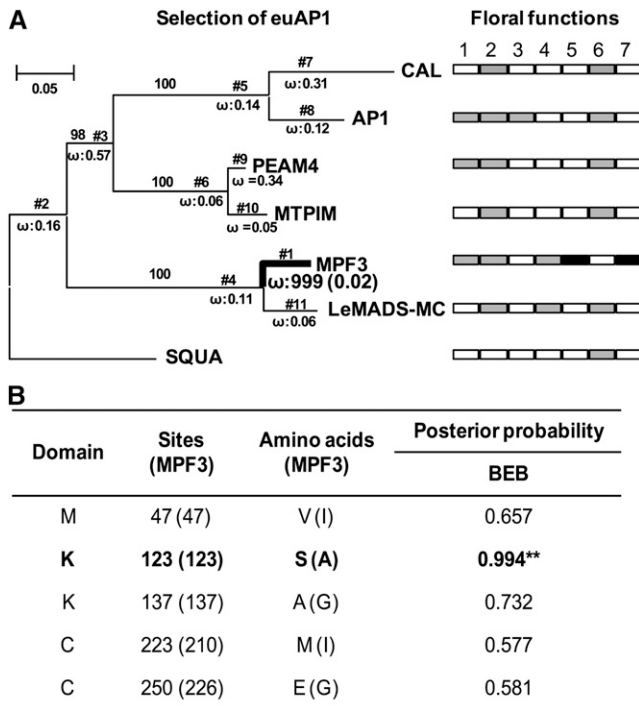 A
Selection of euAP1
Floral functions
1 2 3 4 5 6 7
0.05
#7
CAL
ω:0.31
100
#5
ω:0.14
#8
AP1
ω:0.12
98
#3
ω:0.57
#9
PEAM4
ω=0.34
100
#6
ω:0.06
#10
MTPIM
ω=0.05
#2
ω:0.16
#1
MPF3
ω:999 (0.02)
100
#4
ω:0.11
#11
LeMADS-MC
ω:0.06
SQUA
B
Domain Sites (MPF3) Amino acids (MPF3) Posterior probability
BEB
M 47 (47) V (I) 0.657
K 123 (123) S (A) 0.994**
K 137 (137) A (G) 0.732
C 223 (210) M (I) 0.577
C 250 (226) E (G) 0.581